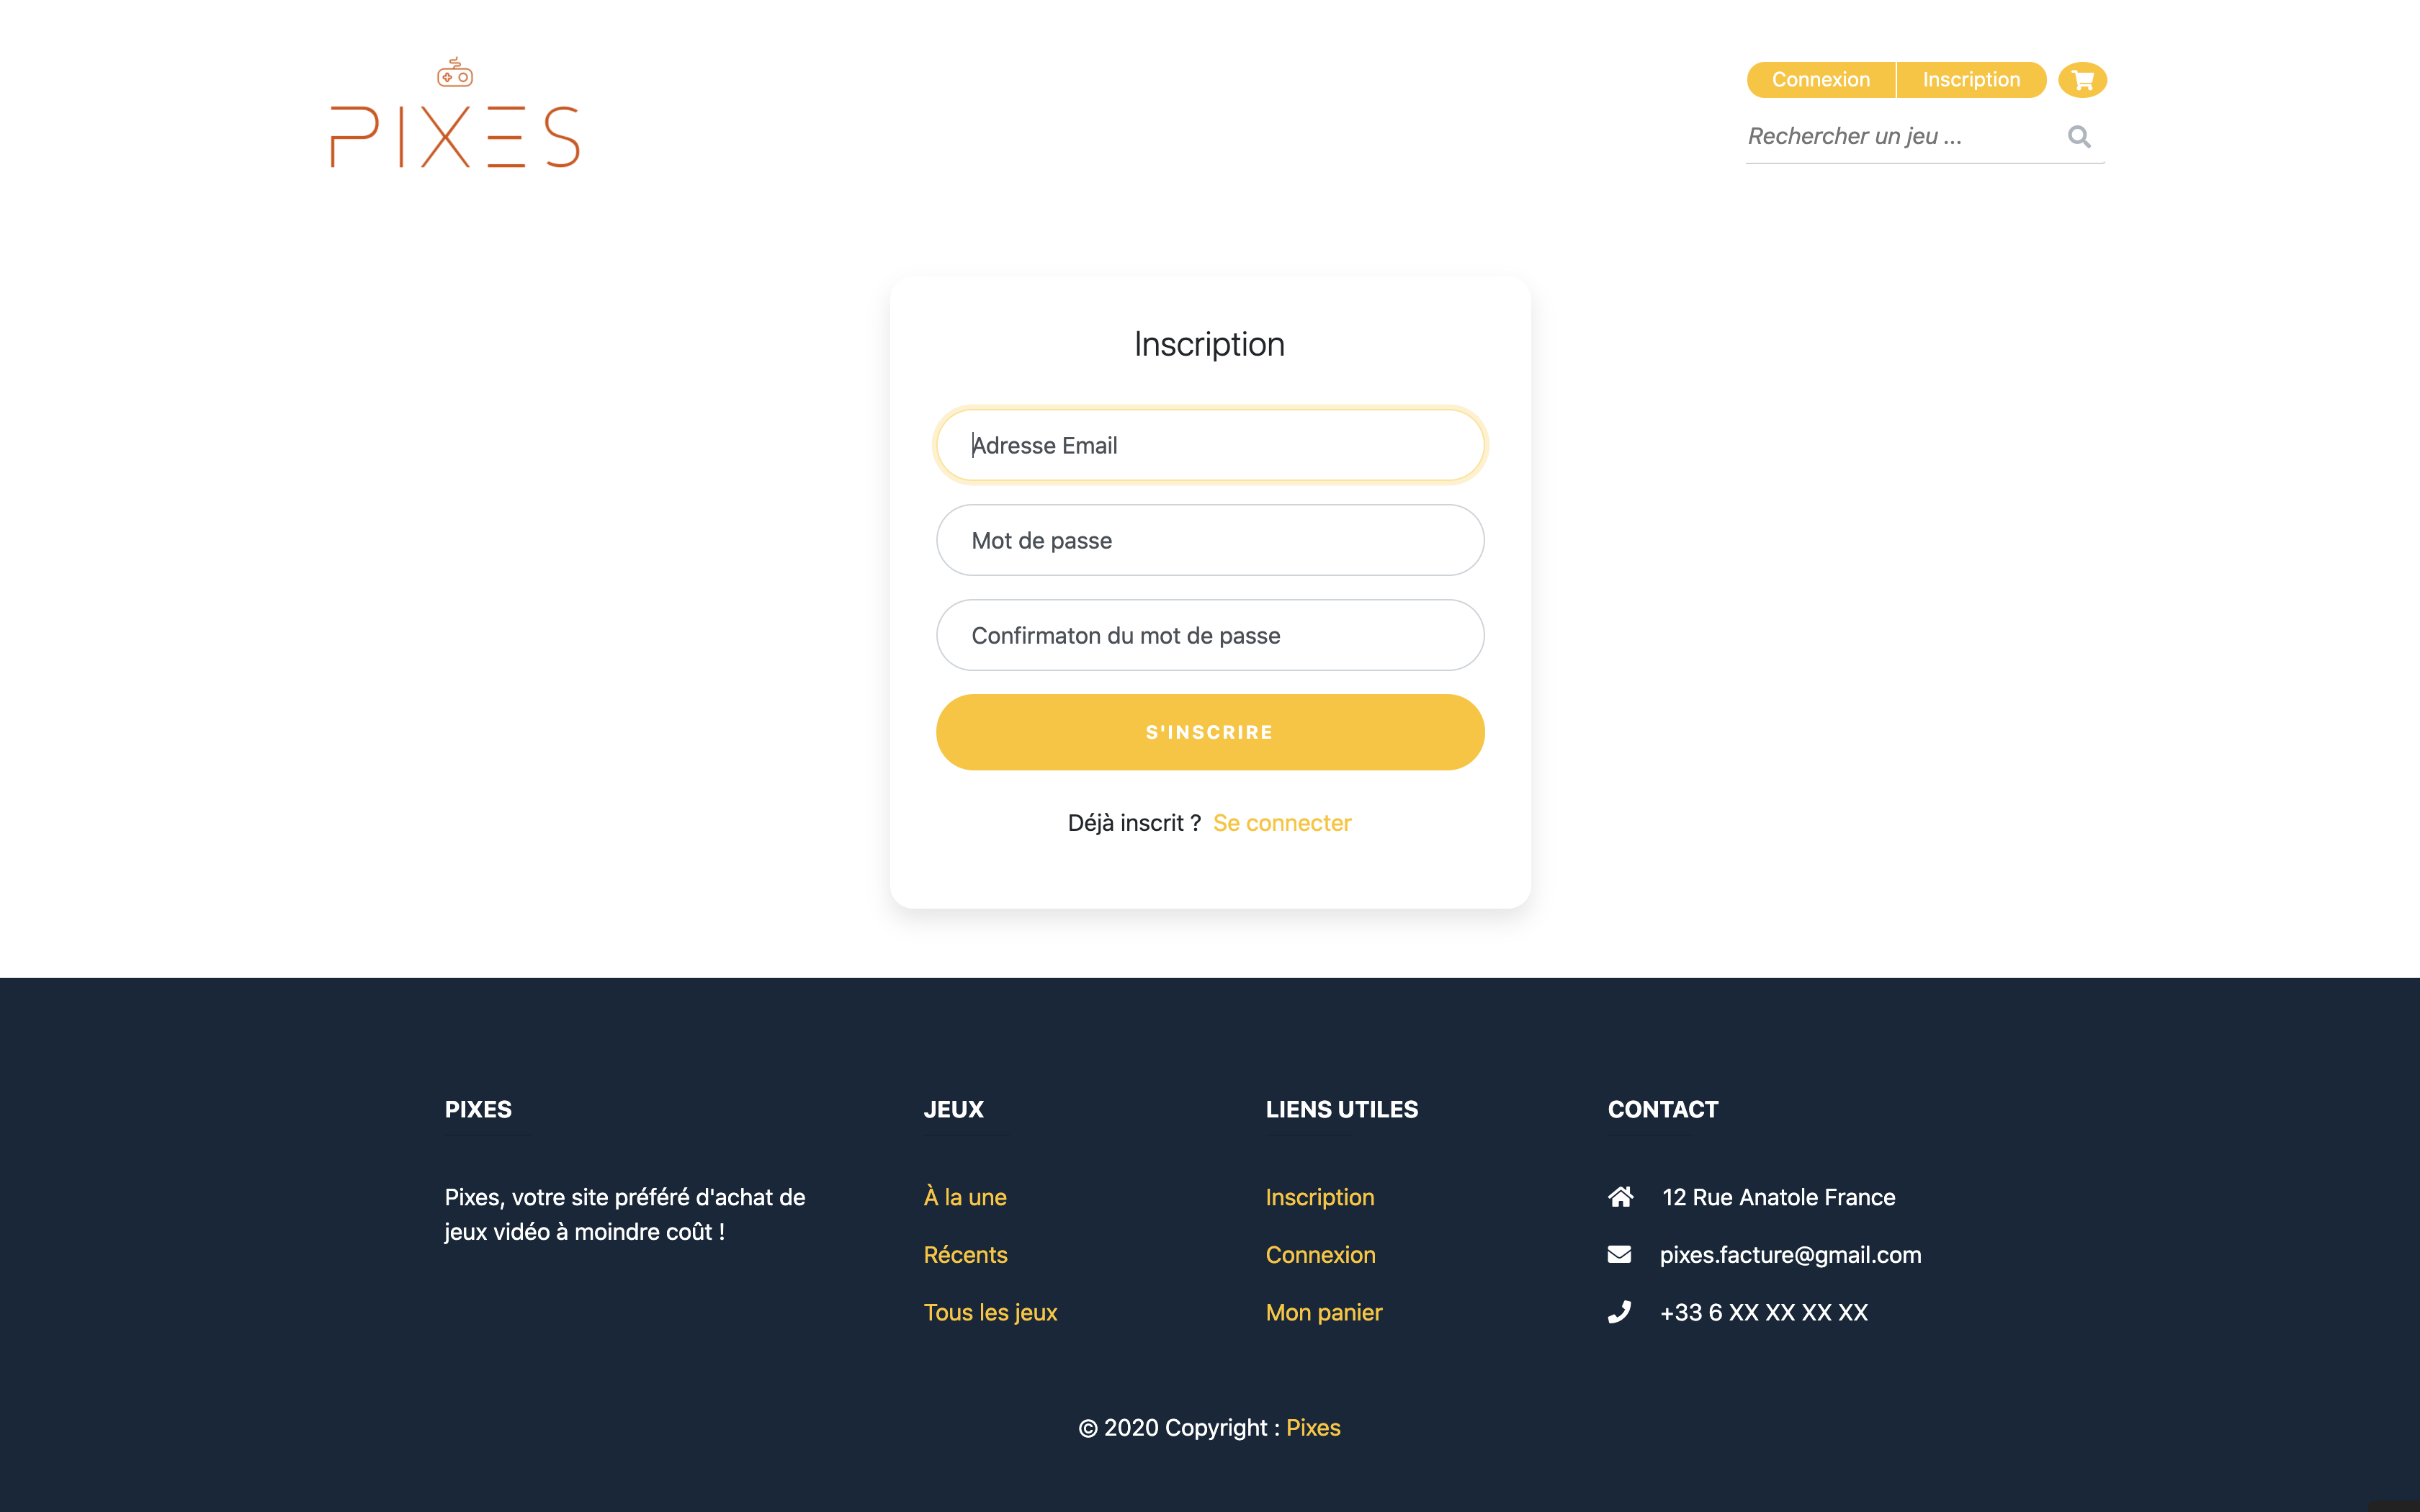 PIXES
Connexion Inscription
Rechercher un jeu ...
Inscription
Adresse Email
Mot de passe
Confirmaton du mot de passe
S'INSCRIRE
Déjà inscrit ? Se connecter
PIXES
Pixes, votre site préféré d'achat de
jeux vidéo à moindre coût !
JEUX
À la une
Récents
Tous les jeux
LIENS UTILES
Inscription
Connexion
Mon panier
CONTACT
12 Rue Anatole France
pixes.facture@gmail.com
+33 6 XX XX XX XX
© 2020 Copyright : Pixes